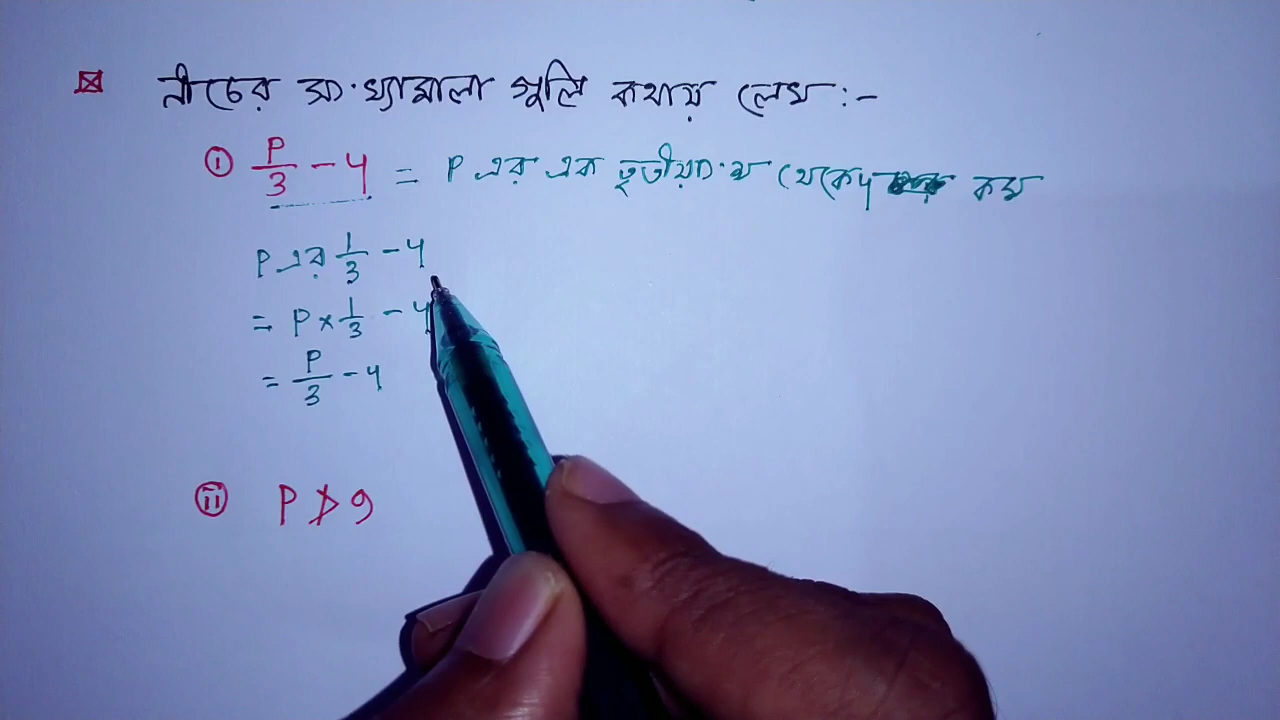 নীচের সংখ্যামালা গুলি কথায় লেখ :-
(i) P/3 - 4 = P এর এক তৃতীয়াংশ থেকে 4 কম
P এর 1/3 - 4
= P × 1/3 - 4
= P/3 - 4
(ii) P ≯ 9